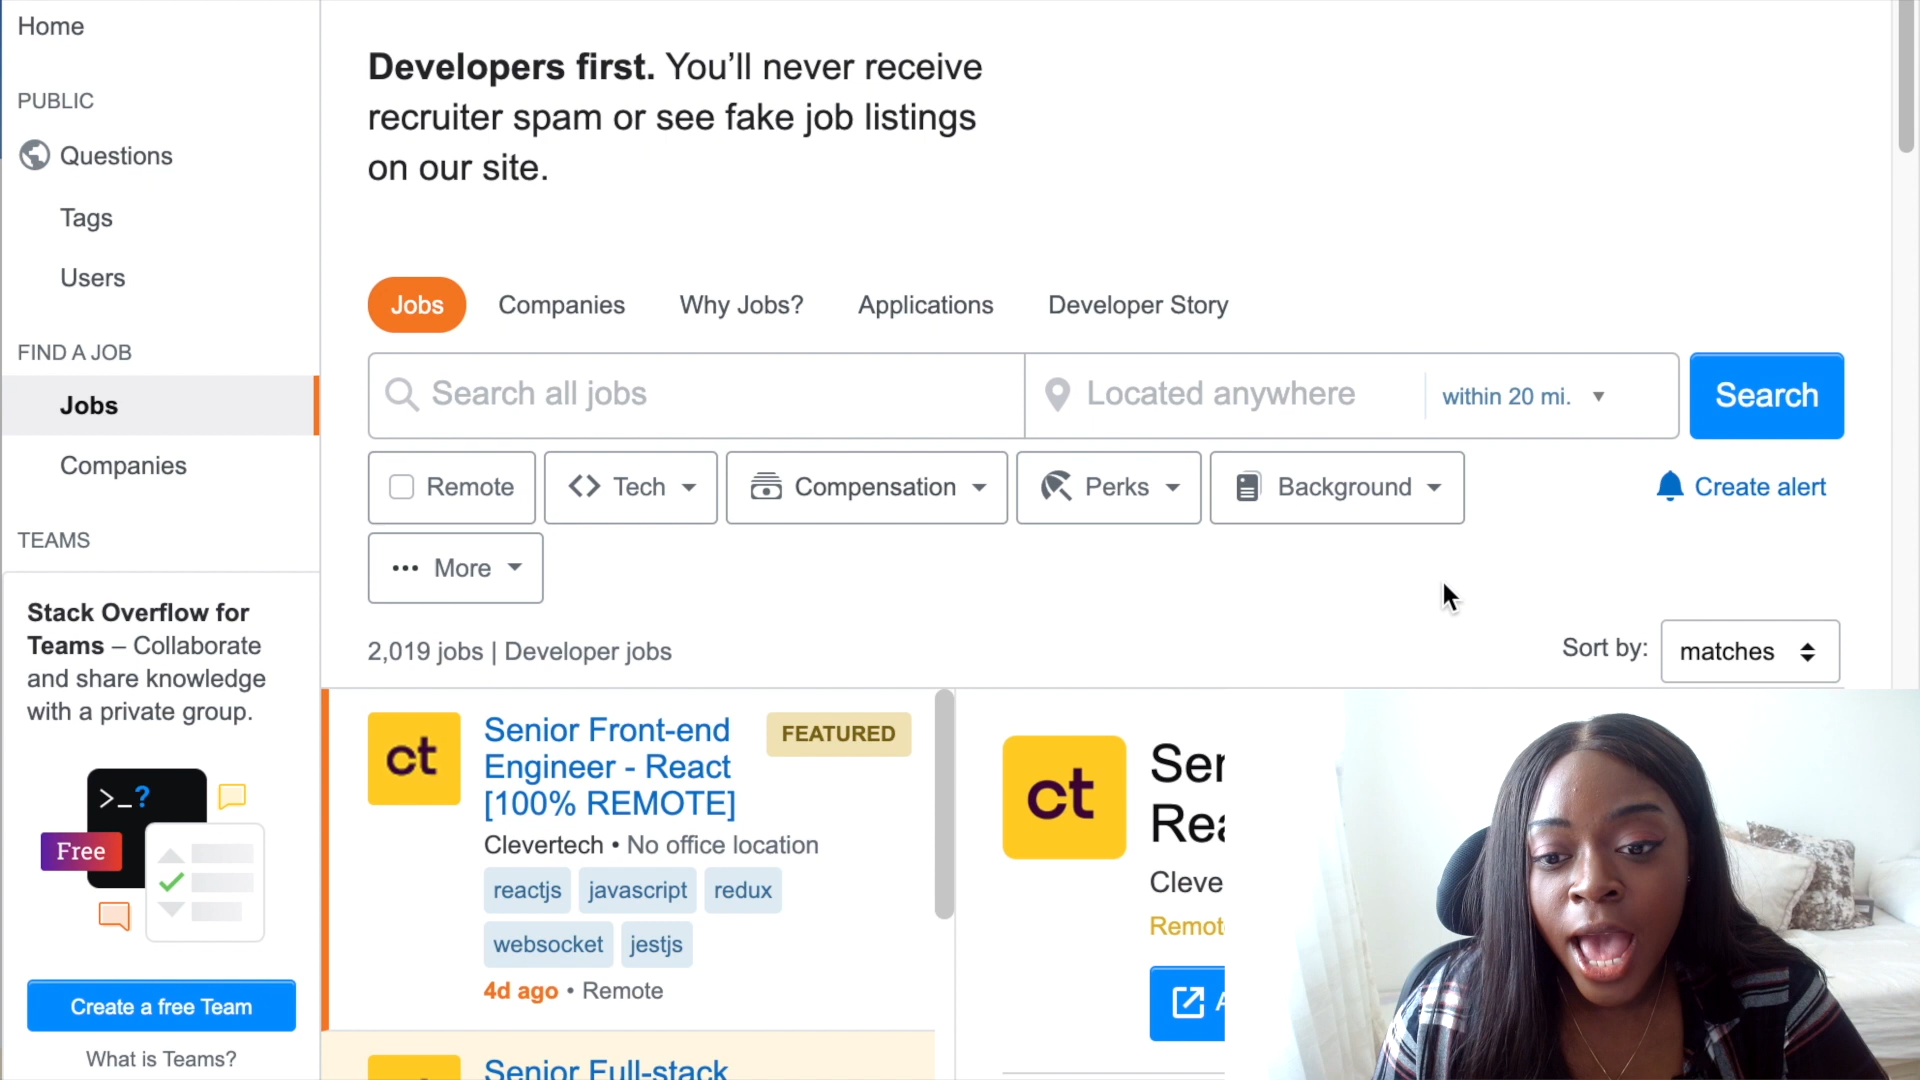 Home
PUBLIC
Questions
Tags
Users
FIND A JOB
Jobs
Companies
TEAMS
Stack Overflow for
Teams – Collaborate
and share knowledge
with a private group.
>_?
Free
Create a free Team
What is Teams?
Developers first. You’ll never receive
recruiter spam or see fake job listings
on our site.
Jobs Companies Why Jobs? Applications Developer Story
Search all jobs Located anywhere within 20 mi. Search
Remote Tech Compensation Perks Background Create alert
More
2,019 jobs | Developer jobs
Sort by: matches
ct
Senior Front-end
Engineer - React
[100% REMOTE]
FEATURED
Clevertech • No office location
reactjs javascript redux
websocket jestjs
4d ago • Remote
Senior Full-stack
ct